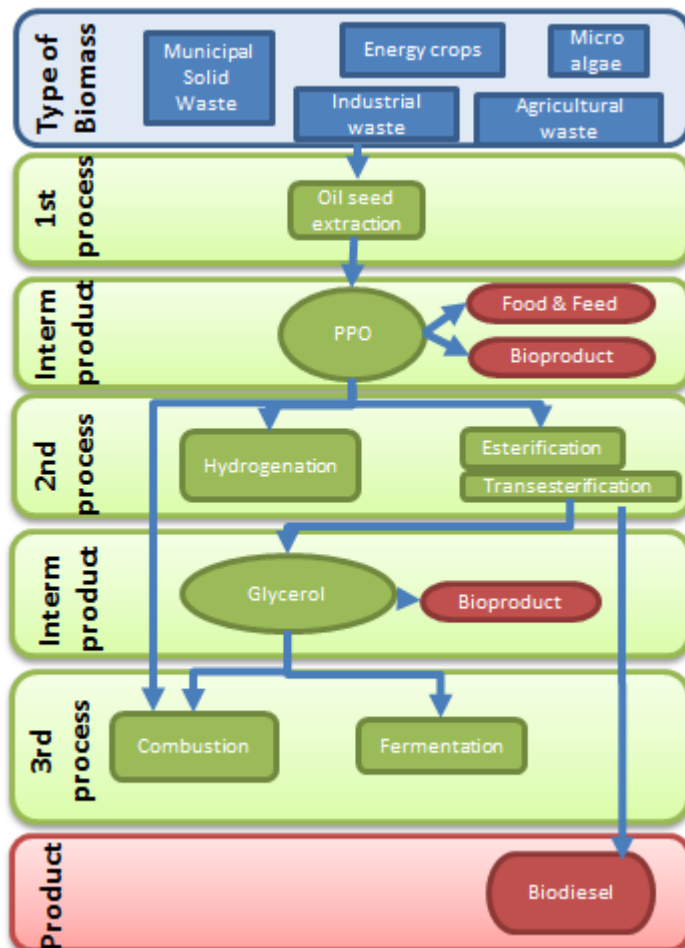 Type of
Biomass
Municipal
Solid
Waste
Energy crops
Micro
algae
Industrial
waste
Agricultural
waste
1st
process
Oil seed
extraction
Interm
product
PPO
Food & Feed
Bioproduct
2nd
process
Hydrogenation
Esterification
Transesterification
Interm
product
Glycerol
Bioproduct
3rd
process
Combustion
Fermentation
Product
Biodiesel